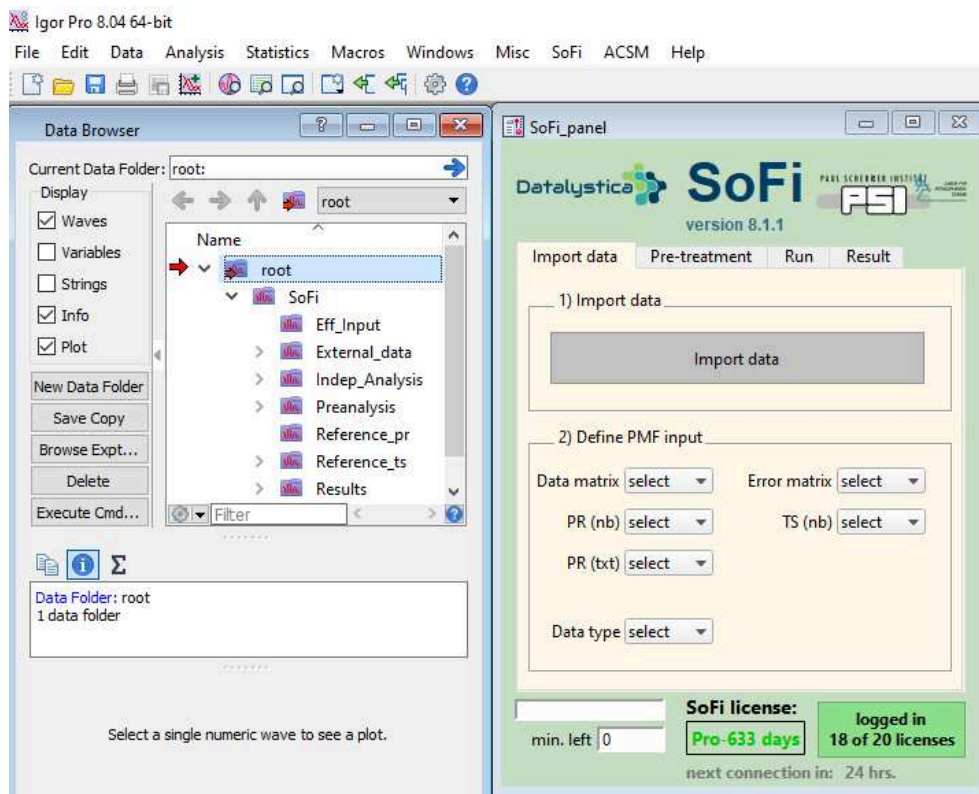 Igor Pro 8.04 64-bit
File Edit Data Analysis Statistics Macros Windows Misc SoFi ACSM Help
Data Browser
Current Data Folder: root:
Display
root
Waves
Variables
Strings
Info
Plot
New Data Folder
Save Copy
Browse Expt...
Delete
Execute Cmd...
Name
root
SoFi
Eff_Input
External_data
Indep_Analysis
Preanalysis
Reference_pr
Reference_ts
Results
Filter
Data Folder: root
1 data folder
Select a single numeric wave to see a plot.
SoFi_panel
Datalystica SoFi
PAUL SCHERRER INSTITUT
PSI
version 8.1.1
Import data Pre-treatment Run Result
1) Import data
Import data
2) Define PMF input
Data matrix select Error matrix select
PR (nb) select TS (nb) select
PR (txt) select
Data type select
SoFi license:
min. left 0 Pro-633 days
logged in
18 of 20 licenses
next connection in: 24 hrs.